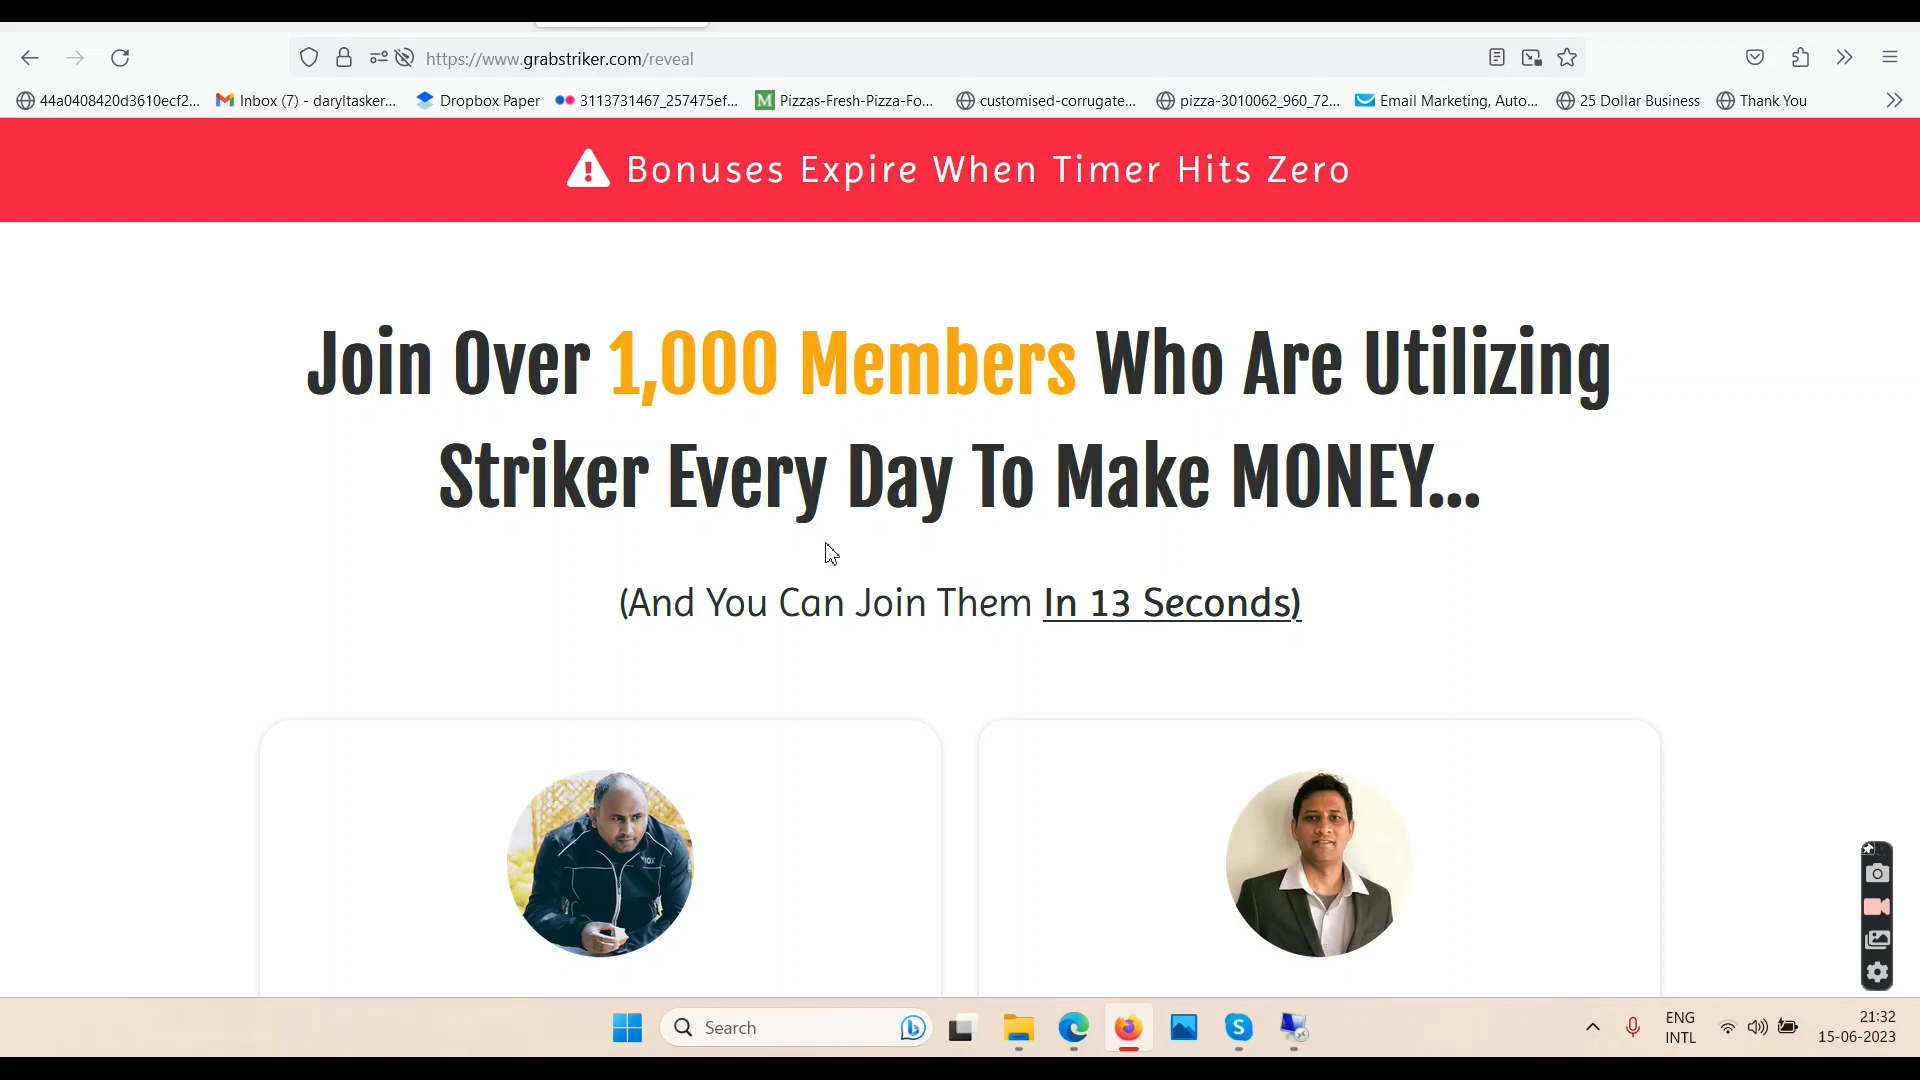 https://www.grabstriker.com/reveal
44a0408420d3610ecf2... Inbox (7) - daryltasker... Dropbox Paper 3113731467_257475ef... M Pizzas-Fresh-Pizza-Fo... customised-corrugate... pizza-3010062_960_72... Email Marketing, Auto... 25 Dollar Business Thank You
Bonuses Expire When Timer Hits Zero
Join Over 1,000 Members Who Are Utilizing
Striker Every Day To Make MONEY...
(And You Can Join Them In 13 Seconds)
Search
ENG
INTL
21:32
15-06-2023